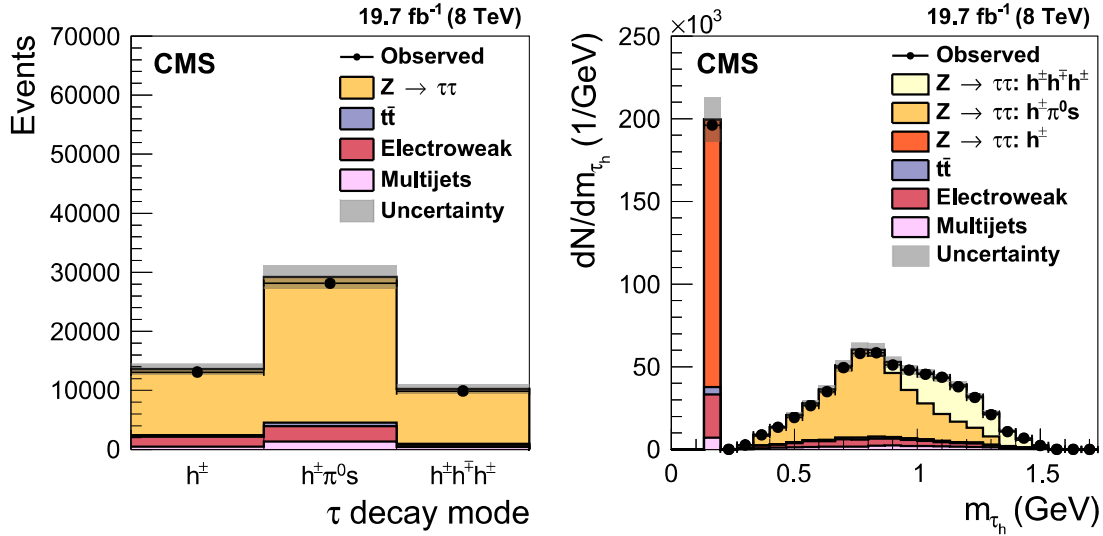 19.7 fb⁻¹ (8 TeV)
CMS
Events
70000
60000
50000
40000
30000
20000
10000
0
Observed
Z → ττ
tt̄
Electroweak
Multijets
Uncertainty
h± h±π⁰s h±h∓h±
τ decay mode
×10³ 19.7 fb⁻¹ (8 TeV)
CMS
dN/dm_τh (1/GeV)
250
200
150
100
50
0
Observed
Z → ττ: h±h∓h±
Z → ττ: h±π⁰s
Z → ττ: h±
tt̄
Electroweak
Multijets
Uncertainty
0 0.5 1 1.5
m_τh (GeV)